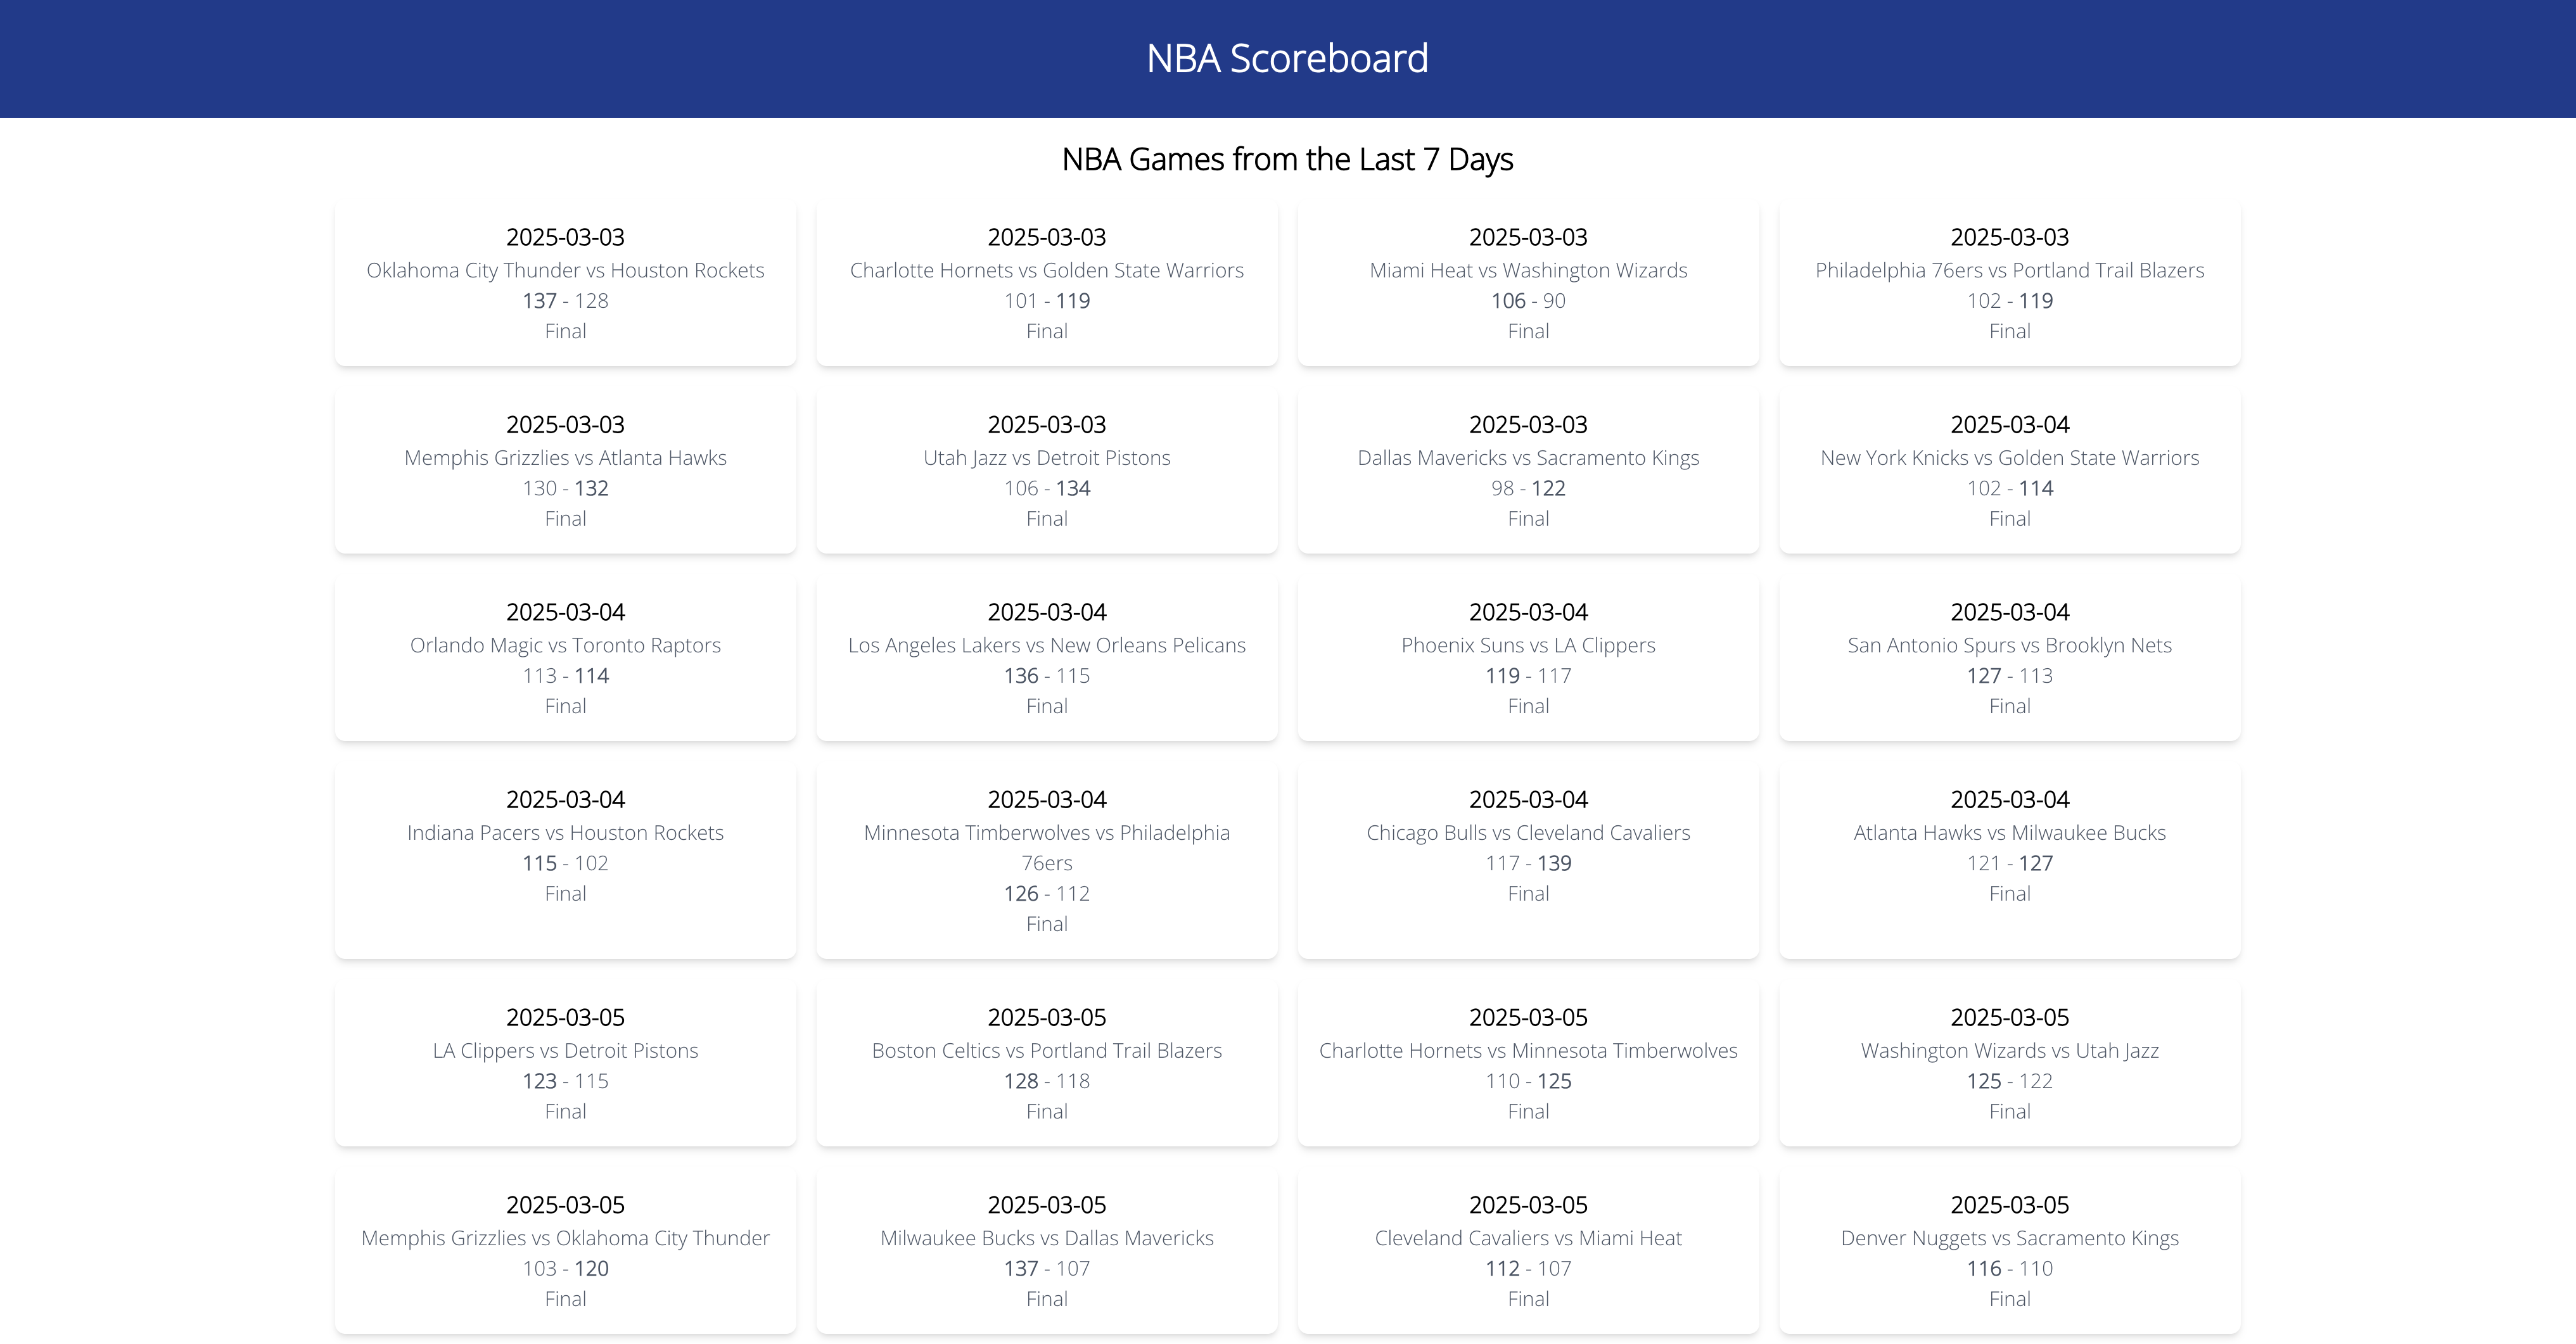 NBA Scoreboard
NBA Games from the Last 7 Days
2025-03-03
Oklahoma City Thunder vs Houston Rockets
137 - 128
Final
2025-03-03
Charlotte Hornets vs Golden State Warriors
101 - 119
Final
2025-03-03
Miami Heat vs Washington Wizards
106 - 90
Final
2025-03-03
Philadelphia 76ers vs Portland Trail Blazers
102 - 119
Final
2025-03-03
Memphis Grizzlies vs Atlanta Hawks
130 - 132
Final
2025-03-03
Utah Jazz vs Detroit Pistons
106 - 134
Final
2025-03-03
Dallas Mavericks vs Sacramento Kings
98 - 122
Final
2025-03-04
New York Knicks vs Golden State Warriors
102 - 114
Final
2025-03-04
Orlando Magic vs Toronto Raptors
113 - 114
Final
2025-03-04
Los Angeles Lakers vs New Orleans Pelicans
136 - 115
Final
2025-03-04
Phoenix Suns vs LA Clippers
119 - 117
Final
2025-03-04
San Antonio Spurs vs Brooklyn Nets
127 - 113
Final
2025-03-04
Indiana Pacers vs Houston Rockets
115 - 102
Final
2025-03-04
Minnesota Timberwolves vs Philadelphia
76ers
126 - 112
Final
2025-03-04
Chicago Bulls vs Cleveland Cavaliers
117 - 139
Final
2025-03-04
Atlanta Hawks vs Milwaukee Bucks
121 - 127
Final
2025-03-05
LA Clippers vs Detroit Pistons
123 - 115
Final
2025-03-05
Boston Celtics vs Portland Trail Blazers
128 - 118
Final
2025-03-05
Charlotte Hornets vs Minnesota Timberwolves
110 - 125
Final
2025-03-05
Washington Wizards vs Utah Jazz
125 - 122
Final
2025-03-05
Memphis Grizzlies vs Oklahoma City Thunder
103 - 120
Final
2025-03-05
Milwaukee Bucks vs Dallas Mavericks
137 - 107
Final
2025-03-05
Cleveland Cavaliers vs Miami Heat
112 - 107
Final
2025-03-05
Denver Nuggets vs Sacramento Kings
116 - 110
Final